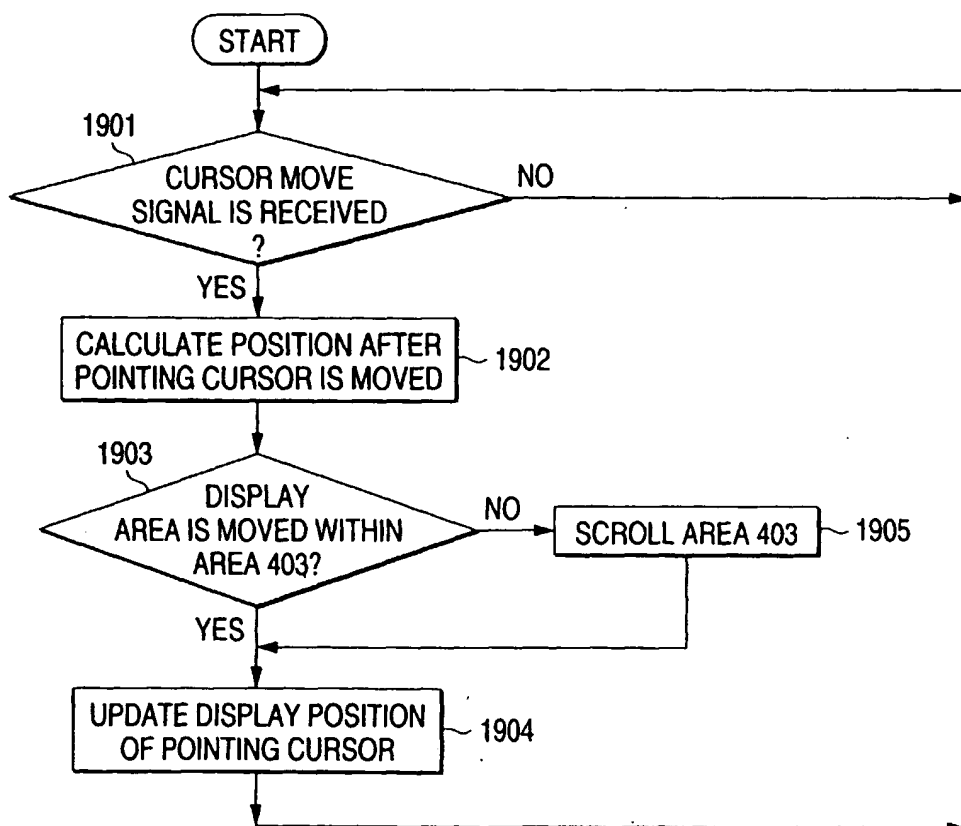 START
1901
CURSOR MOVE
SIGNAL IS RECEIVED
?
NO
YES
CALCULATE POSITION AFTER
POINTING CURSOR IS MOVED
1902
1903
DISPLAY
AREA IS MOVED WITHIN
AREA 403?
NO
SCROLL AREA 403
1905
YES
UPDATE DISPLAY POSITION
OF POINTING CURSOR
1904